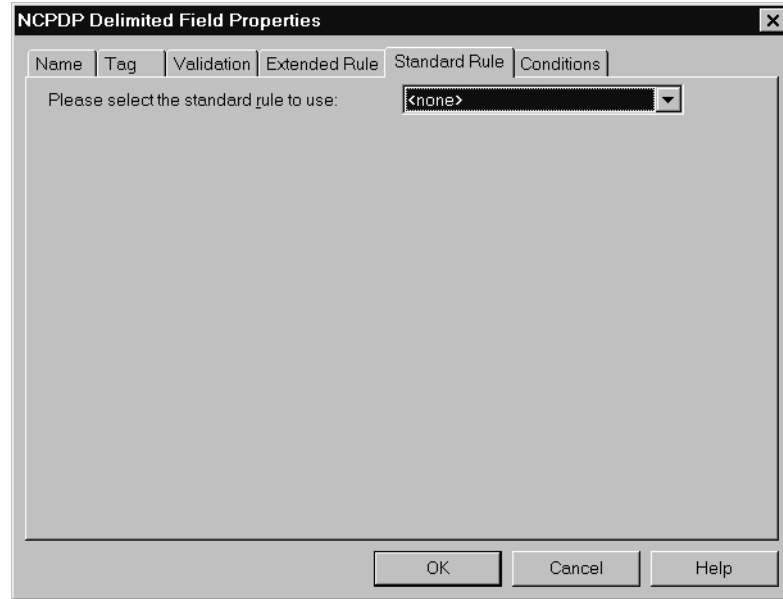 NCPDP Delimited Field Properties
Name Tag Validation Extended Rule Standard Rule Conditions
Please select the standard rule to use: <none>
OK Cancel Help